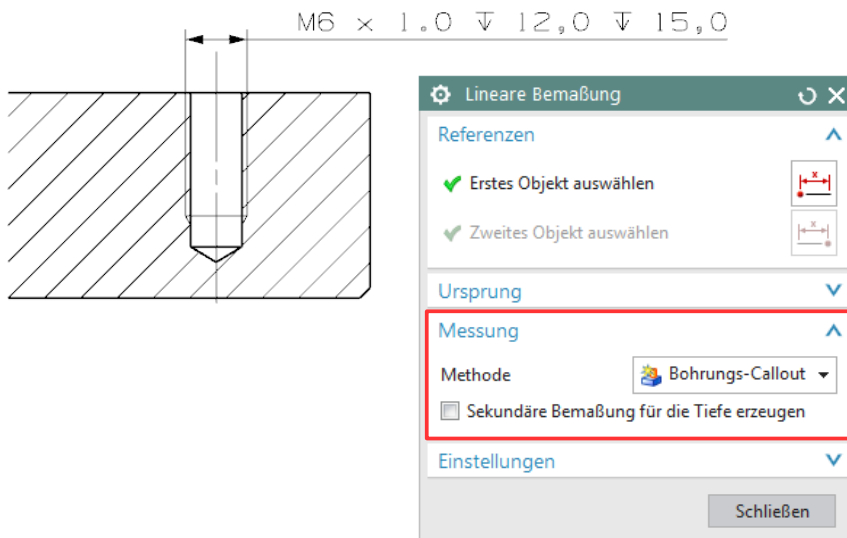 M6 x 1.0 ↧ 12,0 ↧ 15,0
Lineare Bemaßung
Referenzen
Erstes Objekt auswählen
Zweites Objekt auswählen
Ursprung
Messung
Methode Bohrungs-Callout
Sekundäre Bemaßung für die Tiefe erzeugen
Einstellungen
Schließen